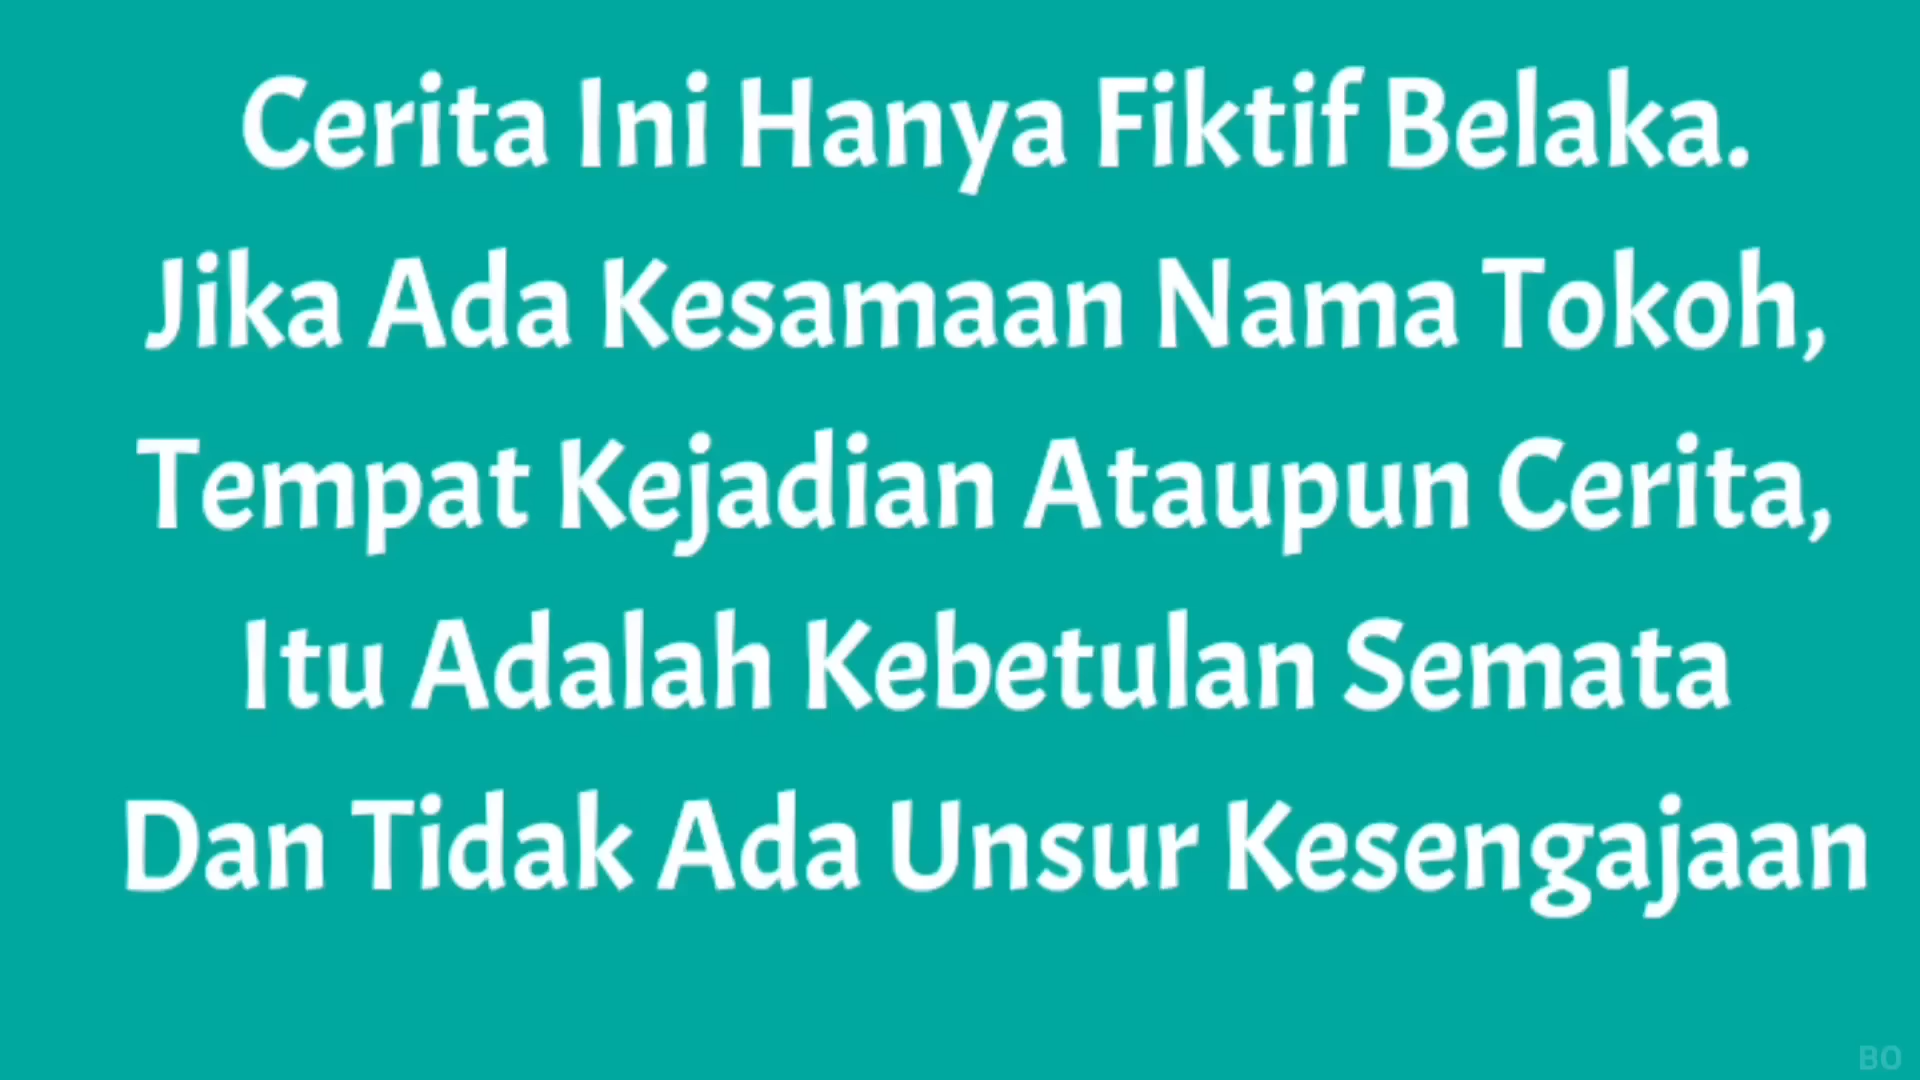 Cerita Ini Hanya Fiktif Belaka.
Jika Ada Kesamaan Nama Tokoh,
Tempat Kejadian Ataupun Cerita,
Itu Adalah Kebetulan Semata
Dan Tidak Ada Unsur Kesengajaan
BO